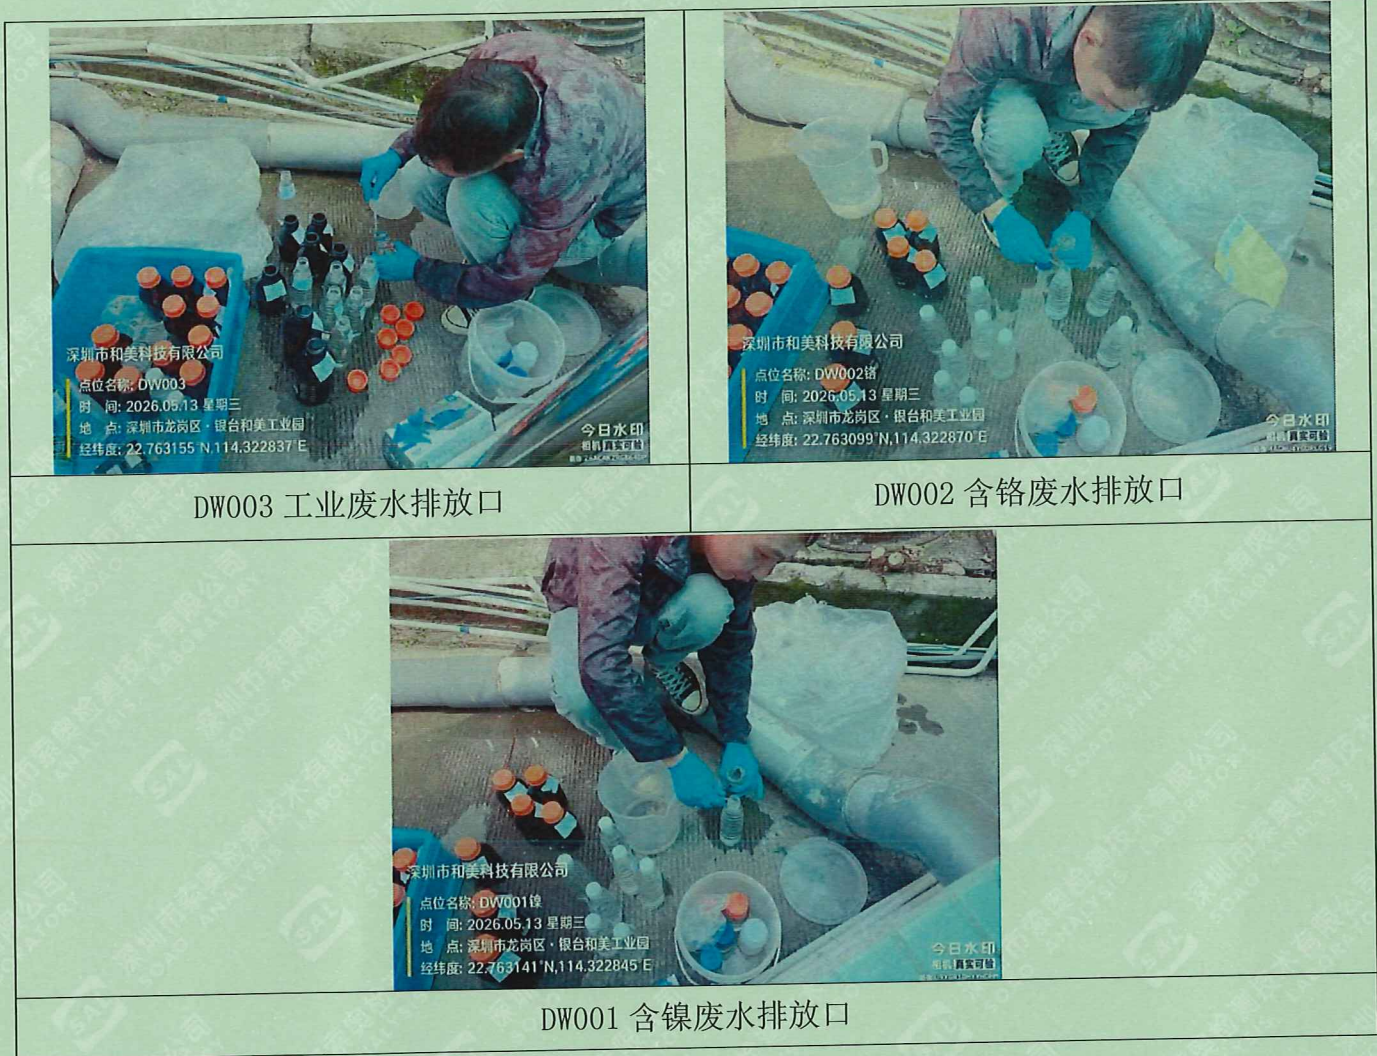 深圳市和美科技有限公司
点位名称: DW003
时 间: 2026.05.13 星期三
地 点: 深圳市龙岗区·银台和美工业园
经纬度: 22.763155°N,114.322837°E
今日水印
相机 真实可验
深圳市和美科技有限公司
点位名称: DW002铬
时 间: 2026.05.13 星期三
地 点: 深圳市龙岗区·银台和美工业园
经纬度: 22.763099°N,114.322870°E
今日水印
相机 真实可验
DW003 工业废水排放口
DW002 含铬废水排放口
深圳市和美科技有限公司
点位名称: DW001镍
时 间: 2026.05.13 星期三
地 点: 深圳市龙岗区·银台和美工业园
经纬度: 22.763141°N,114.322845°E
今日水印
相机 真实可验
DW001 含镍废水排放口